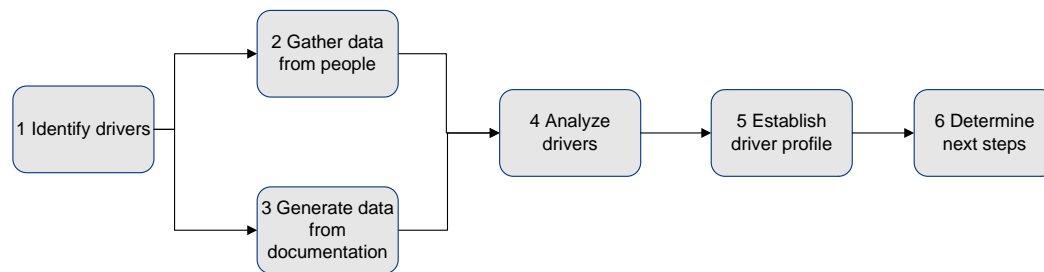 1 Identify drivers
2 Gather data
from people
3 Generate data
from
documentation
4 Analyze
drivers
5 Establish
driver profile
6 Determine
next steps